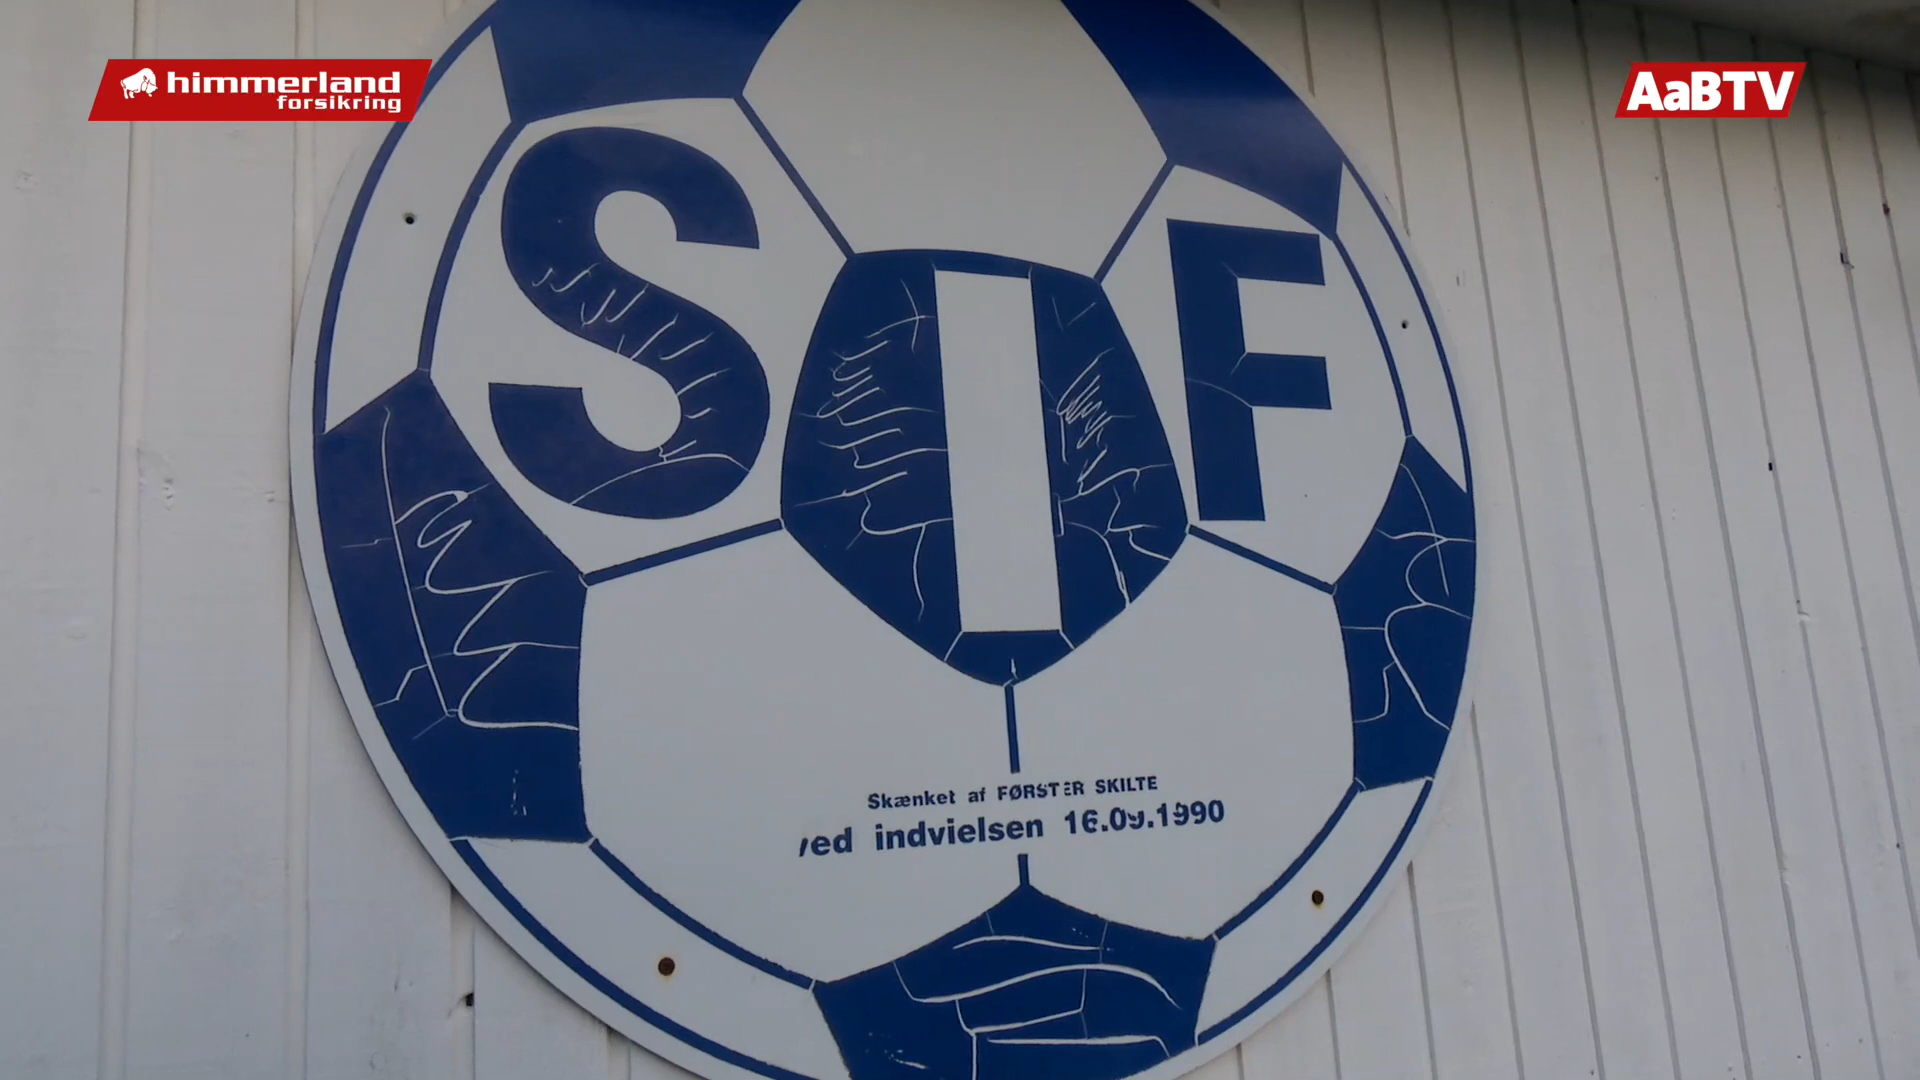 himmerland
forsikring
AaBTV
SIF
Skænket af FØRSTER SKILTE
ved indvielsen 16.09.1990